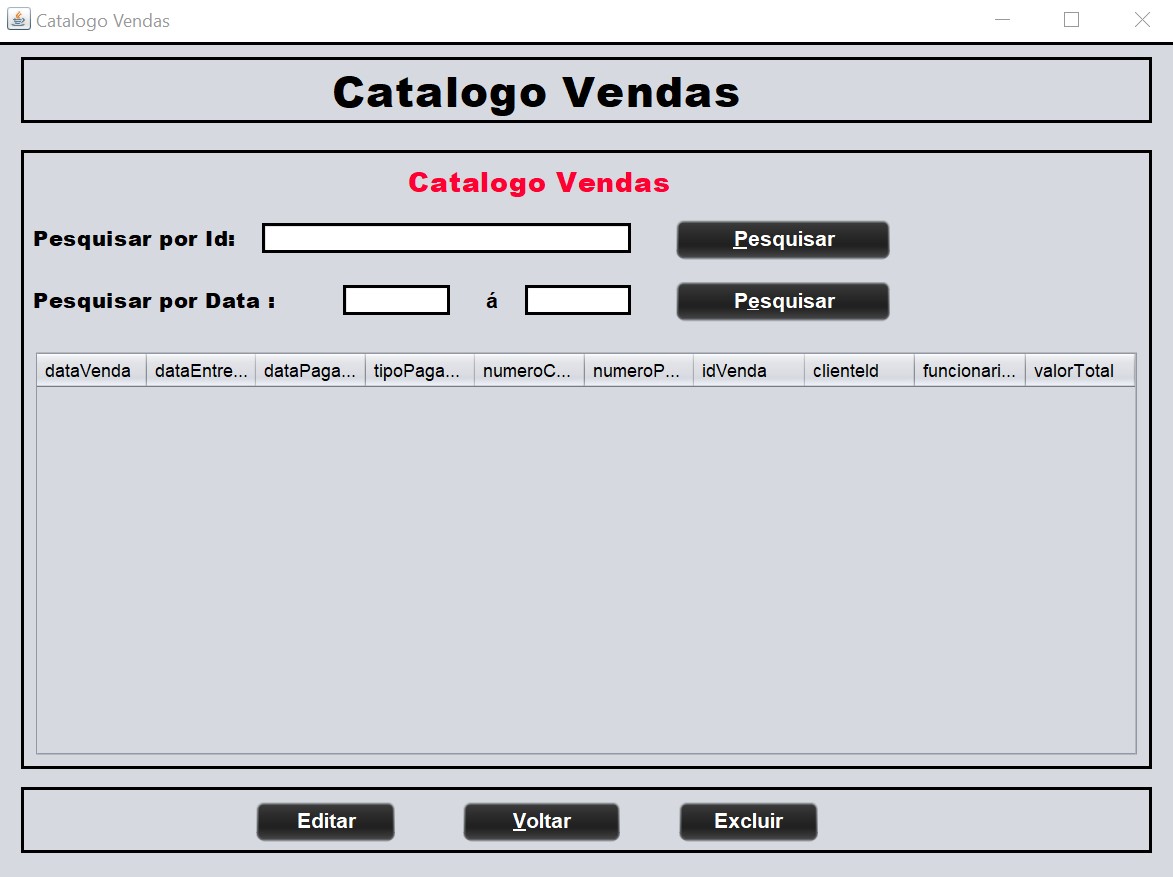 Catalogo Vendas
Catalogo Vendas
Catalogo Vendas
Pesquisar por Id: Pesquisar
Pesquisar por Data : á Pesquisar
dataVenda dataEntre... dataPaga... tipoPaga... numeroC... numeroP... idVenda clienteId funcionari... valorTotal
Editar Voltar Excluir